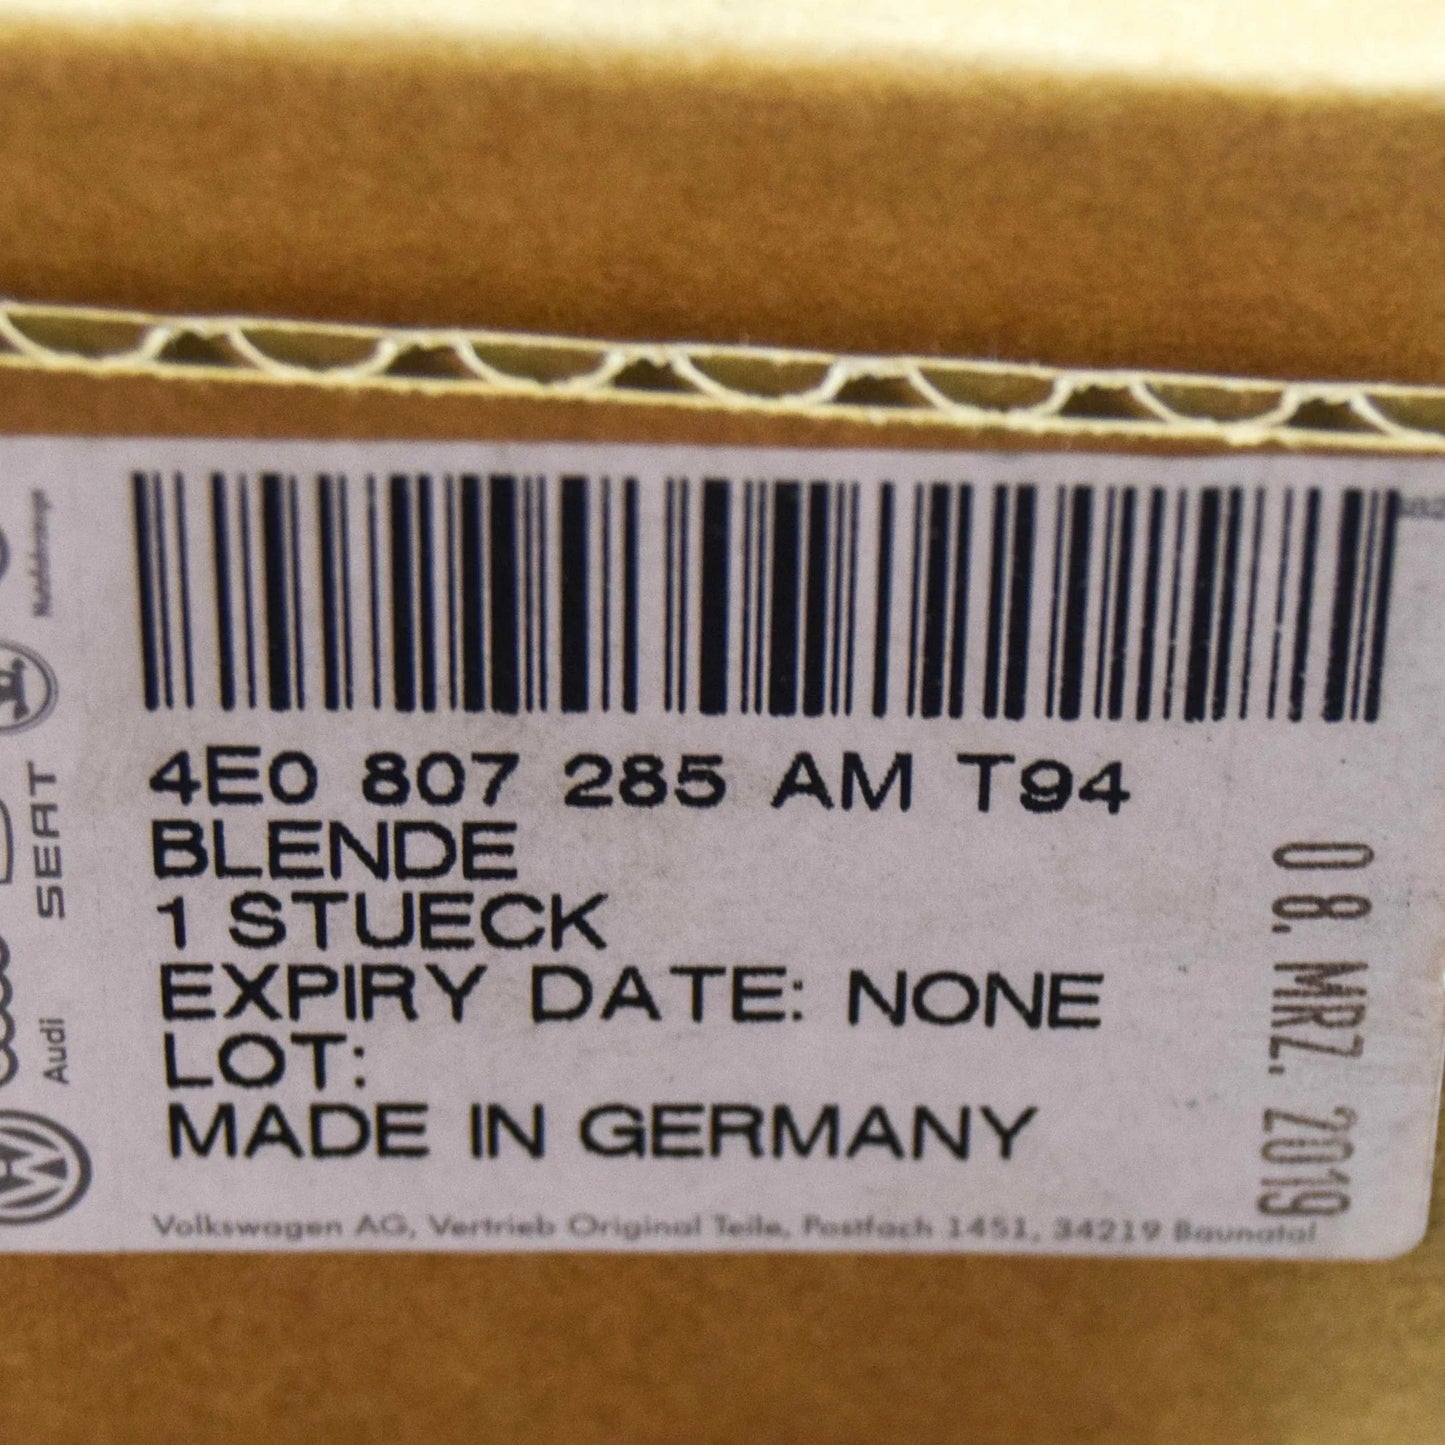 4E0 807 285 AM T94
BLENDE
1 STUECK
EXPIRY DATE: NONE
LOT:
MADE IN GERMANY
Volkswagen AG, Vertrieb Original Teile, Postfach 1451, 34219 Baunatal
08. MRZ. 2019
Nutzfahrzeuge
SEAT
Audi